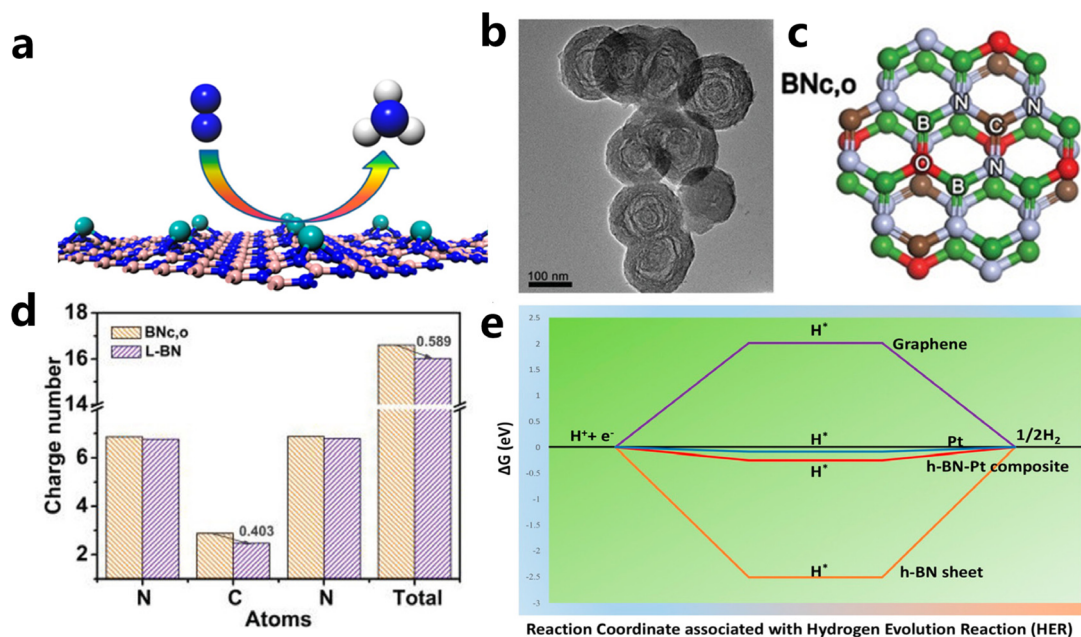 a
b
100 nm
c
BNc,o
N
N
B
C
O
N
B
d
18
16
14
6
4
2
Charge number
BNc,o
L-BN
0.589
0.403
N
C
N
Total
Atoms
e
2.5
2
1.5
1
0.5
0
-0.5
-1
-1.5
-2
-2.5
-3
ΔG (eV)
H*
Graphene
H⁺+ e⁻
H*
Pt
1/2H₂
H*
h-BN-Pt composite
H*
h-BN sheet
Reaction Coordinate associated with Hydrogen Evolution Reaction (HER)